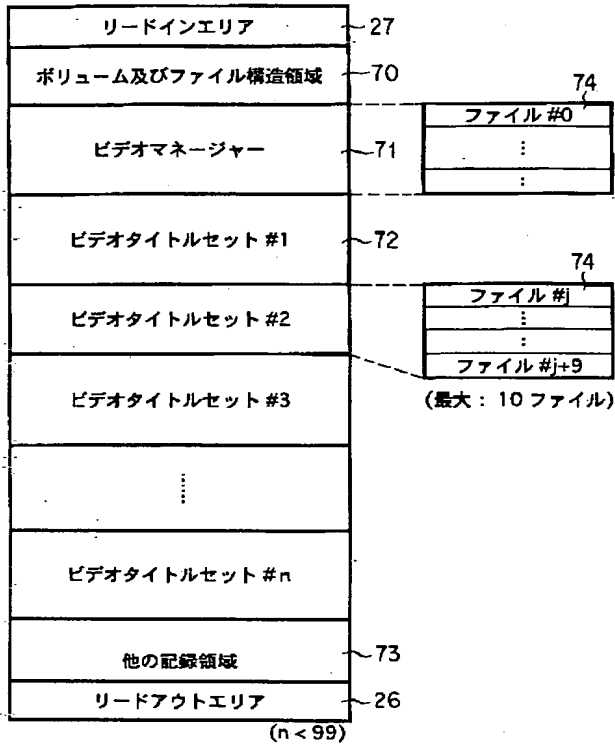 リードインエリア 27
ボリューム及びファイル構造領域 70
ビデオマネージャー 71
74
ファイル #0
⋮
:
ビデオタイトルセット #1 72
ビデオタイトルセット #2
74
ファイル #j
⋮
:
ファイル #j+9
(最大: 10 ファイル)
ビデオタイトルセット #3
⋮
ビデオタイトルセット #n
他の記録領域 73
リードアウトエリア 26
(n < 99)